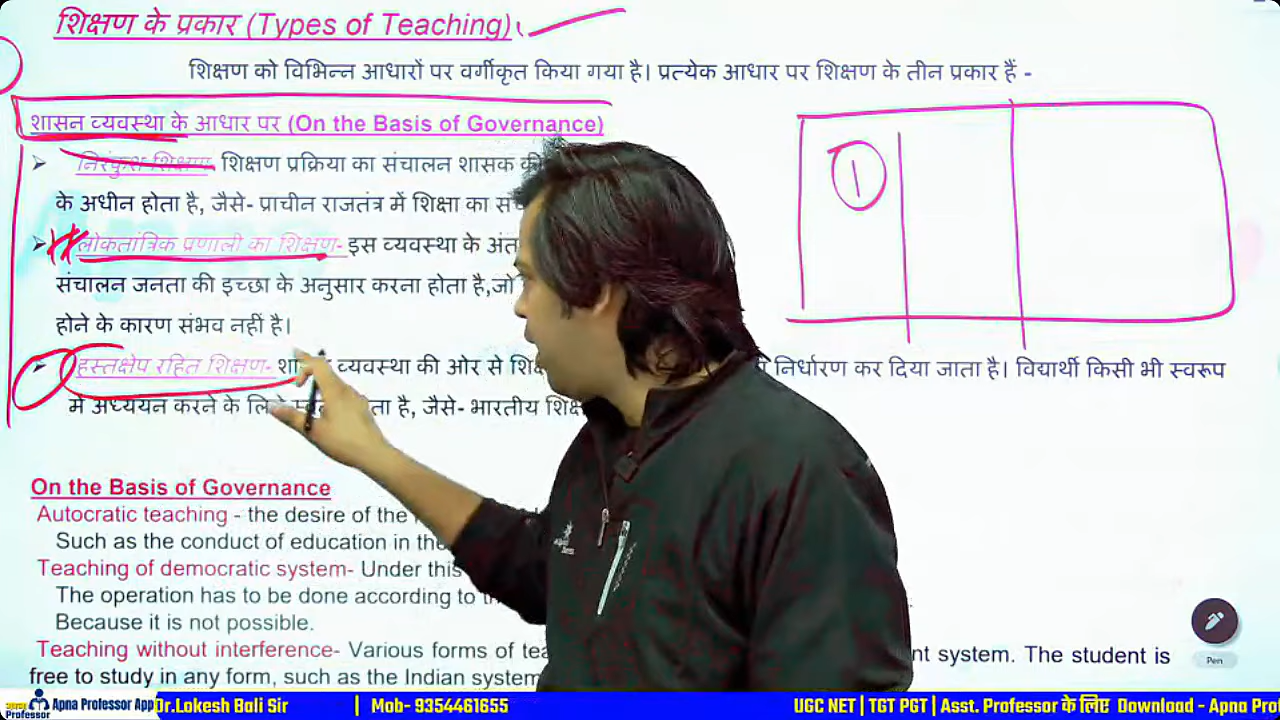 शिक्षण के प्रकार (Types of Teaching)
शिक्षण को विभिन्न आधारों पर वर्गीकृत किया गया है। प्रत्येक आधार पर शिक्षण के तीन प्रकार हैं -
शासन व्यवस्था के आधार पर (On the Basis of Governance)
निरंकुश शिक्षण- शिक्षण प्रक्रिया का संचालन शासक की
के अधीन होता है, जैसे- प्राचीन राजतंत्र में शिक्षा का
1
लोकतांत्रिक प्रणाली का शिक्षण- इस व्यवस्था के
संचालन जनता की इच्छा के अनुसार करना होता है,जो
होने के कारण संभव नहीं है।
हस्तक्षेप रहित शिक्षण- व्यवस्था की ओर से निर्धारण कर दिया जाता है। विद्यार्थी किसी भी स्वरूप
में अध्ययन करने के लिये है, जैसे- भारतीय
On the Basis of Governance
Autocratic teaching - the desire of the
Such as the conduct of education in the
Teaching of democratic system- Under this
The operation has to be done according to
Because it is not possible.
Teaching without interference- Various forms of system. The student is
free to study in any form, such as the Indian system
Pen
अपना Professor Apna Professor App Dr.Lokesh Bali Sir | Mob- 9354461655 UGC NET | TGT PGT | Asst. Professor के लिए Download - Apna